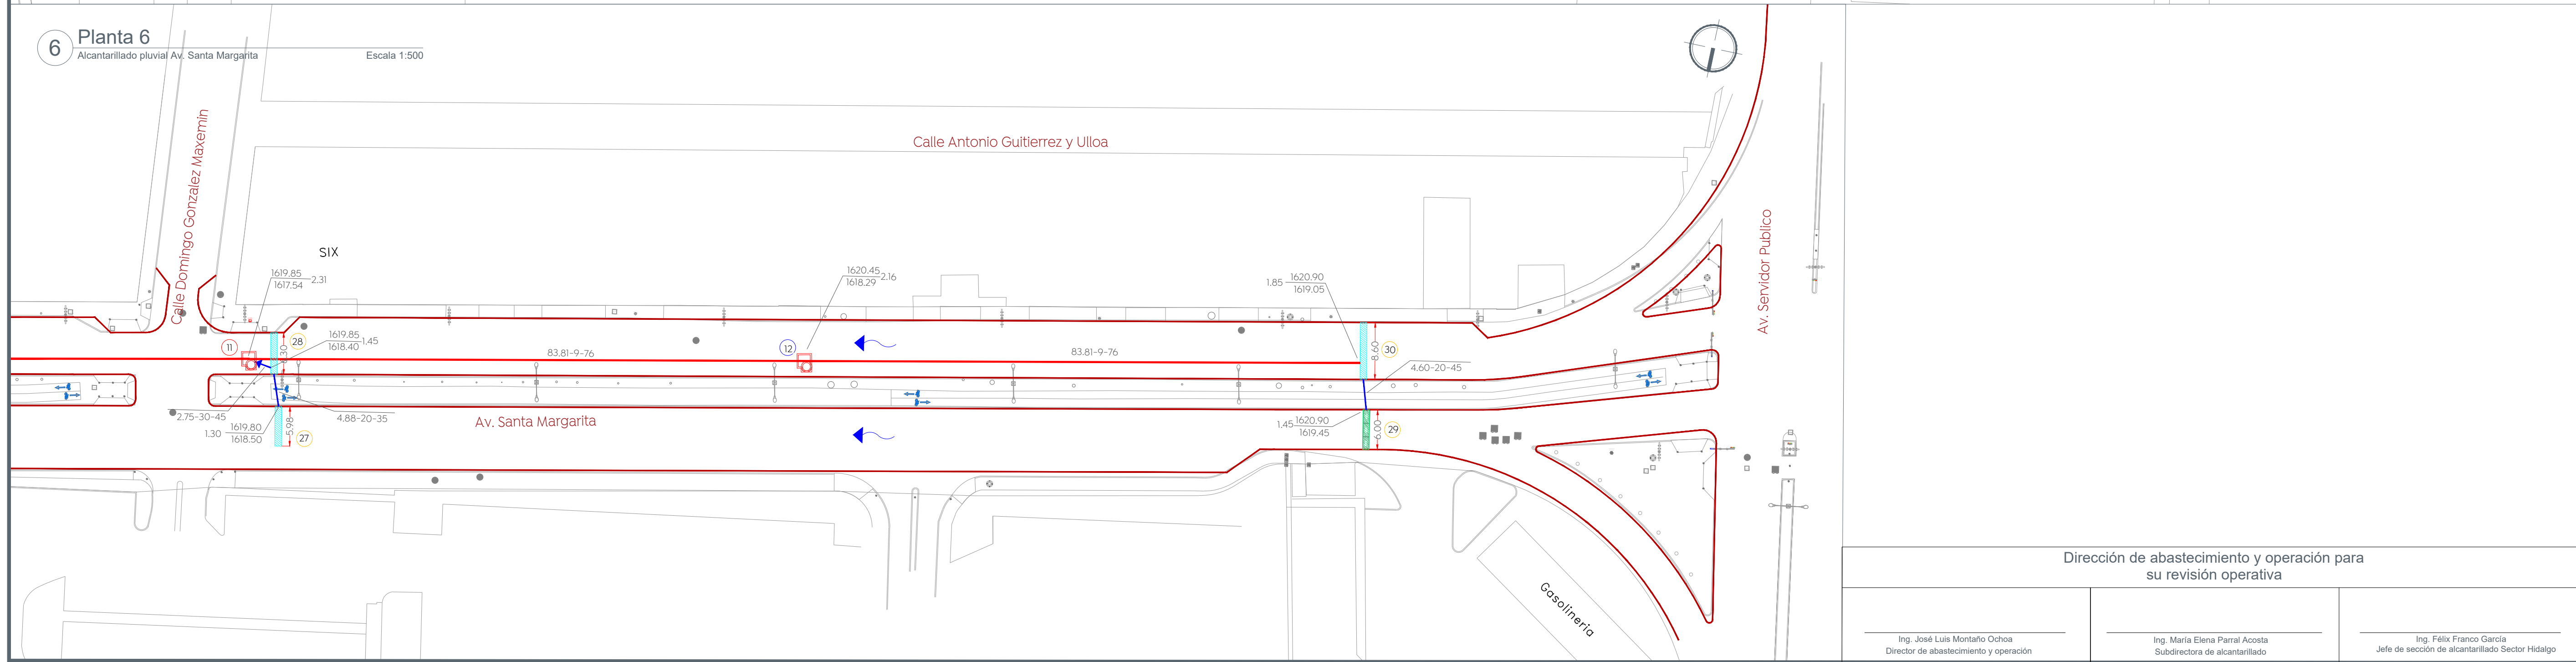 6
Planta 6
Alcantarillado pluvial Av. Santa Margarita
Escala 1:500
Calle Domingo Gonzalez Maxemin
Calle Antonio Guitierrez y Ulloa
Av. Servidor Publico
SIX
1619.85
1617.54
2.31
1620.45
1618.29
2.16
1.85
1620.90
1619.05
11
28
6.30
1619.85
1618.40
1.45
83.81-9-76
12
83.81-9-76
8.60
30
4.60-20-45
2.75-30-45
1.30
1619.80
1618.50
5.98
27
4.88-20-35
Av. Santa Margarita
1.45
1620.90
1619.45
6.00
29
Gasolineria
Dirección de abastecimiento y operación para
su revisión operativa
Ing. José Luis Montaño Ochoa
Director de abastecimiento y operación
Ing. María Elena Parral Acosta
Subdirectora de alcantarillado
Ing. Félix Franco García
Jefe de sección de alcantarillado Sector Hidalgo